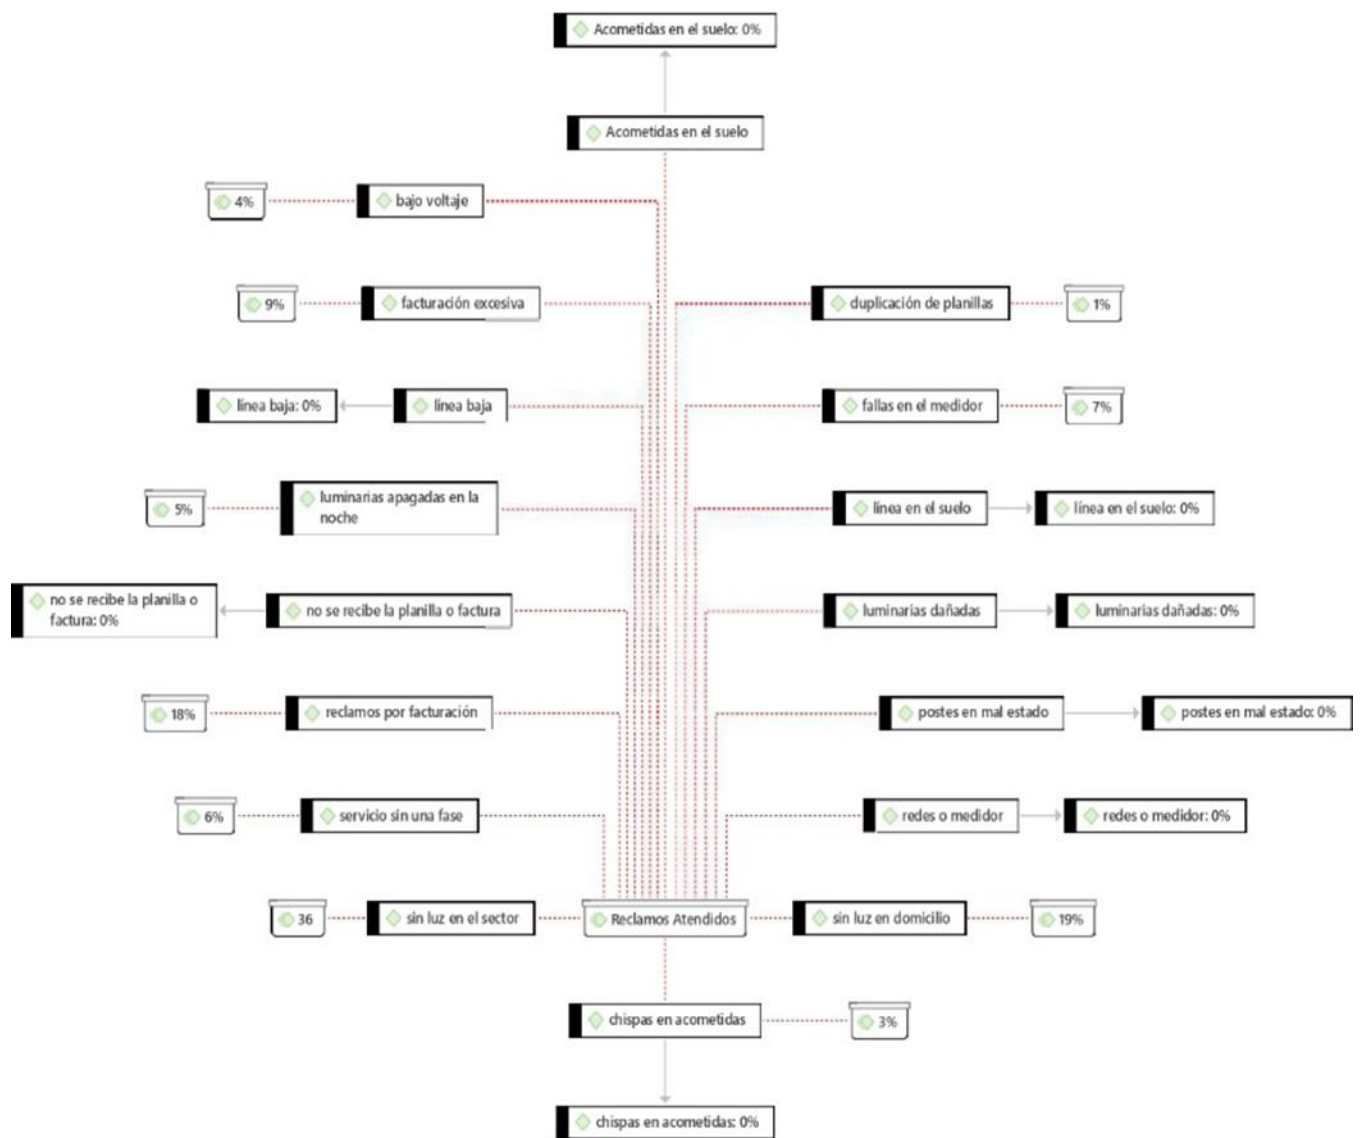 Acometidas en el suelo: 0%
Acometidas en el suelo
4%
bajo voltaje
9%
facturación excesiva
duplicación de planillas
1%
línea baja: 0%
línea baja
fallas en el medidor
7%
5%
luminarias apagadas en la
noche
línea en el suelo
línea en el suelo: 0%
no se recibe la planilla o
factura: 0%
no se recibe la planilla o factura
luminarias dañadas
luminarias dañadas: 0%
18%
reclamos por facturación
postes en mal estado
postes en mal estado: 0%
6%
servicio sin una fase
redes o medidor
redes o medidor: 0%
36
sin luz en el sector
Reclamos Atendidos
sin luz en domicilio
19%
chispas en acometidas
3%
chispas en acometidas: 0%